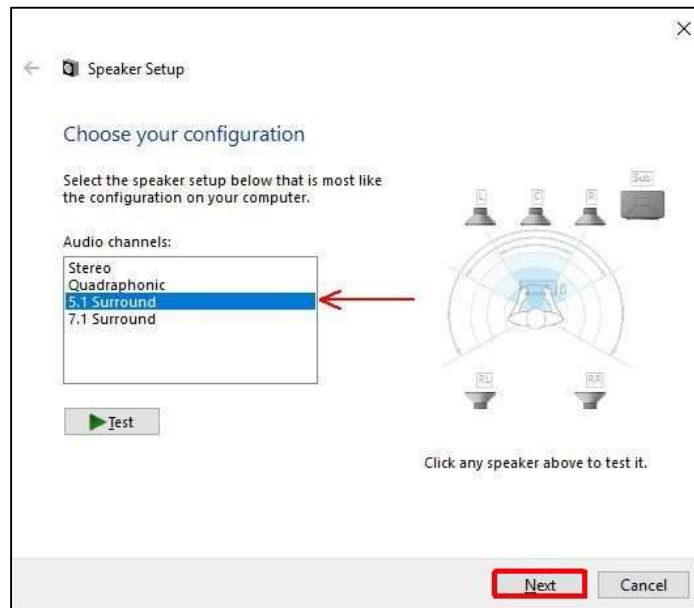 Speaker Setup
Choose your configuration
Select the speaker setup below that is most like
the configuration on your computer.
Audio channels:
Stereo
Quadraphonic
5.1 Surround
7.1 Surround
Test
L
C
R
Sub
RL
RR
Click any speaker above to test it.
Next
Cancel